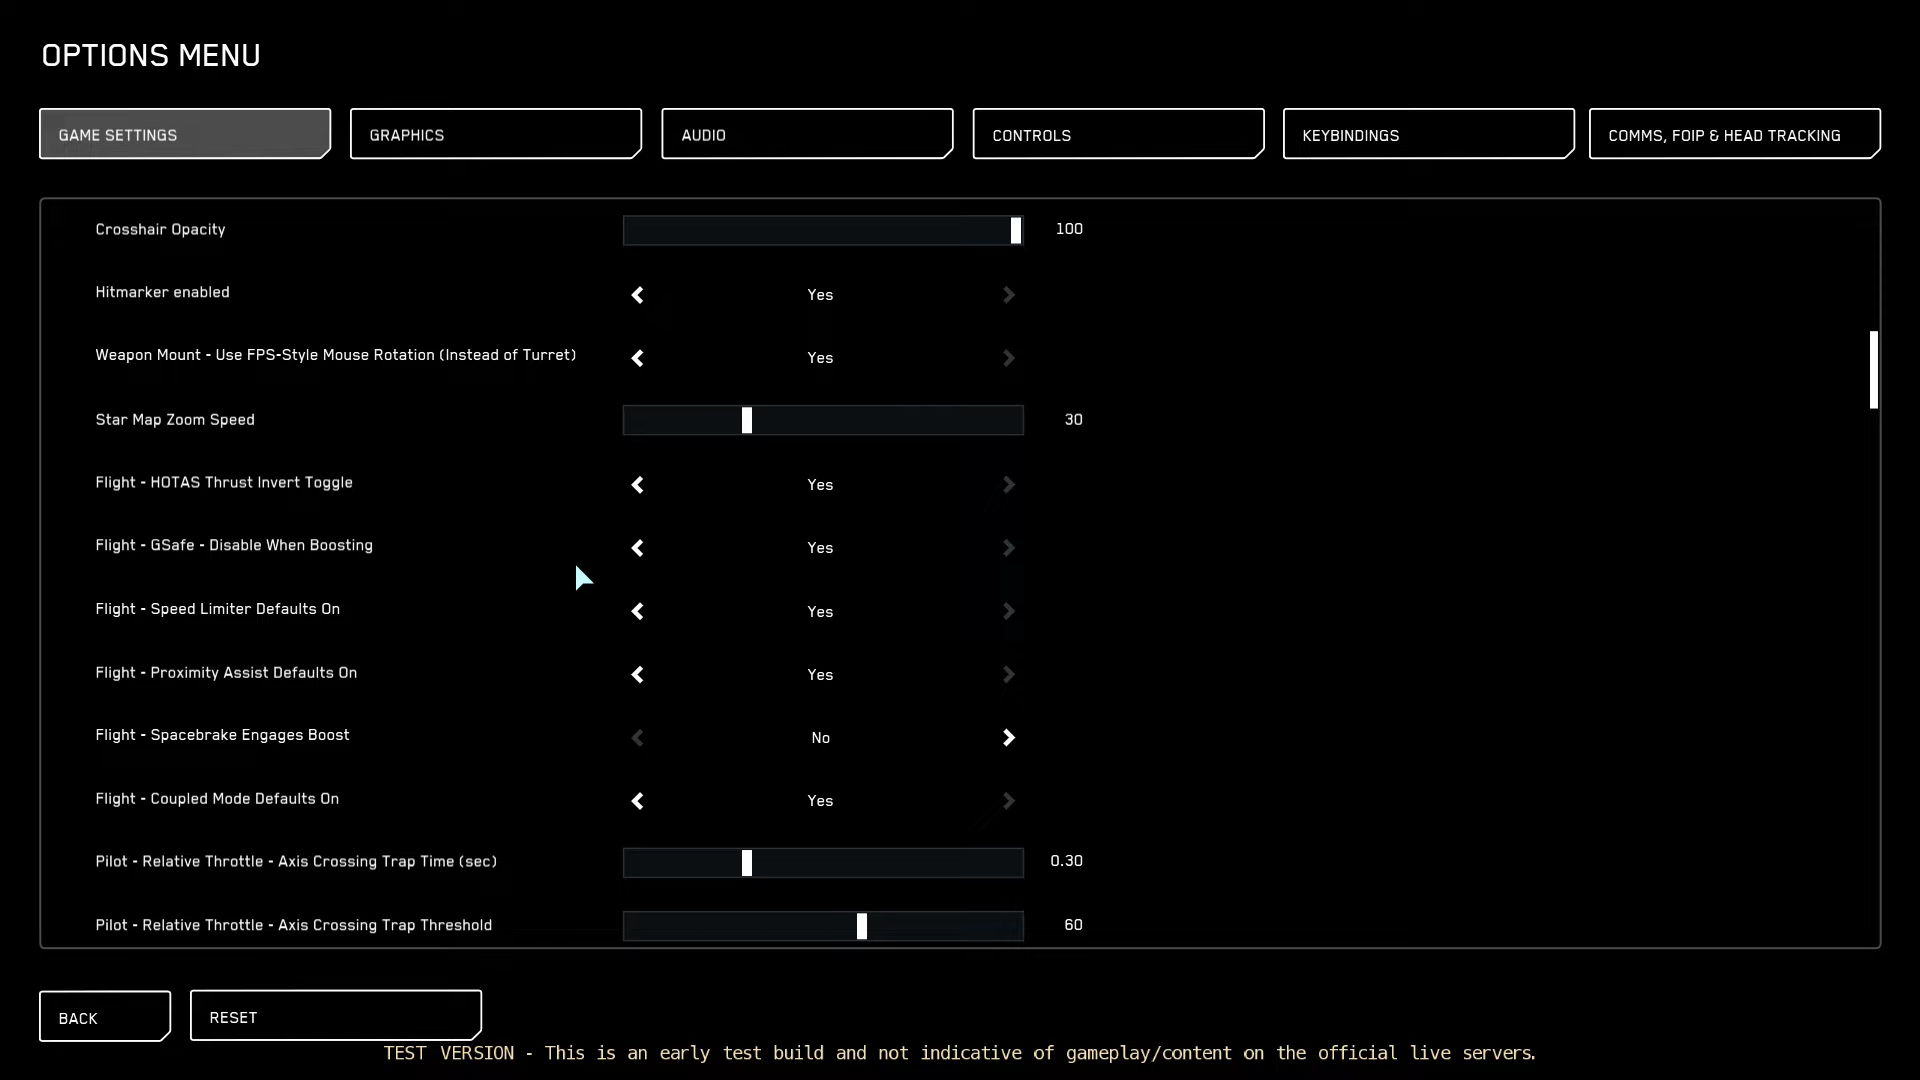 OPTIONS MENU
GAME SETTINGS
GRAPHICS
AUDIO
CONTROLS
KEYBINDINGS
COMMS, FOIP & HEAD TRACKING
Crosshair Opacity 100
Hitmarker enabled Yes
Weapon Mount - Use FPS-Style Mouse Rotation (Instead of Turret) Yes
Star Map Zoom Speed 30
Flight - HOTAS Thrust Invert Toggle Yes
Flight - GSafe - Disable When Boosting Yes
Flight - Speed Limiter Defaults On Yes
Flight - Proximity Assist Defaults On Yes
Flight - Spacebrake Engages Boost No
Flight - Coupled Mode Defaults On Yes
Pilot - Relative Throttle - Axis Crossing Trap Time (sec) 0.30
Pilot - Relative Throttle - Axis Crossing Trap Threshold 60
BACK
RESET
TEST VERSION - This is an early test build and not indicative of gameplay/content on the official live servers.